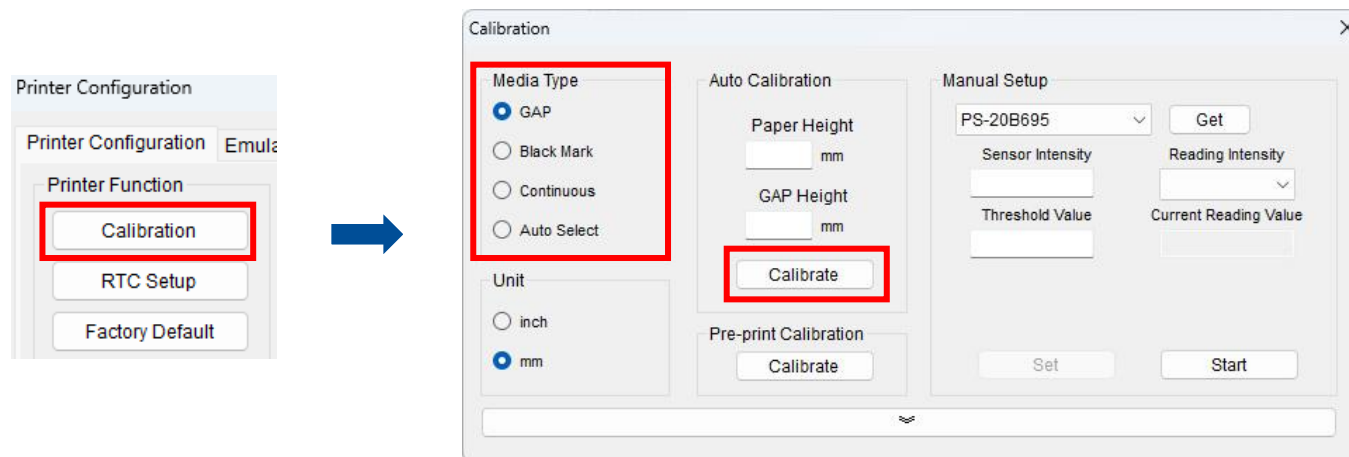 Printer Configuration
Printer Configuration Emula
Printer Function
Calibration
RTC Setup
Factory Default
Calibration
Media Type
GAP
Black Mark
Continuous
Auto Select
Unit
inch
mm
Auto Calibration
Paper Height
mm
GAP Height
mm
Calibrate
Pre-print Calibration
Calibrate
Manual Setup
PS-20B695 Get
Sensor Intensity Reading Intensity
Threshold Value Current Reading Value
Set Start